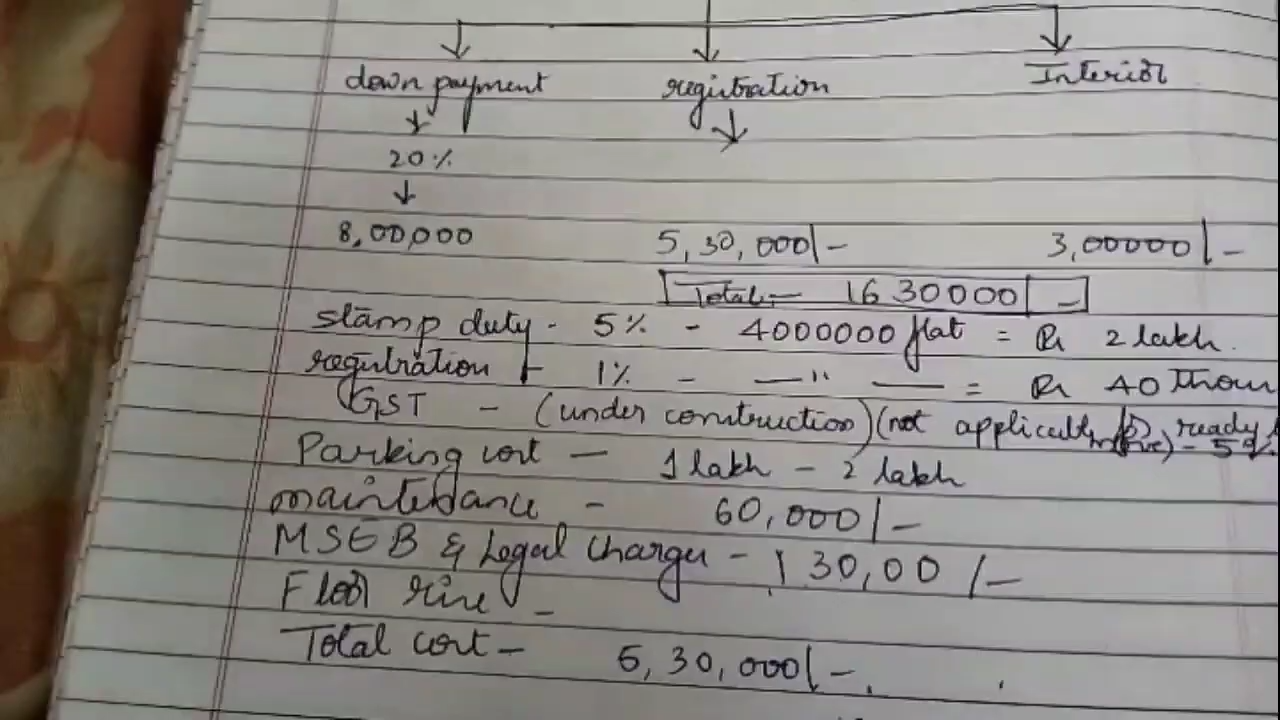 down payment registration Interior
20%
8,00,000 5,30,000/- 3,00000/-
Total:- 1630000/-
stamp duty - 5% - 4000000 flat = Rs 2 lakh.
registration - 1% - —"— = Rs 40 Thou
GST - (under construction) (not applicable ready - 5%
Parking cost - 1 lakh - 2 lakh
maintenance - 60,000/-
MSEB & Legal Charges - 130,00/-
Floor rise -
Total cost - 5,30,000/-.